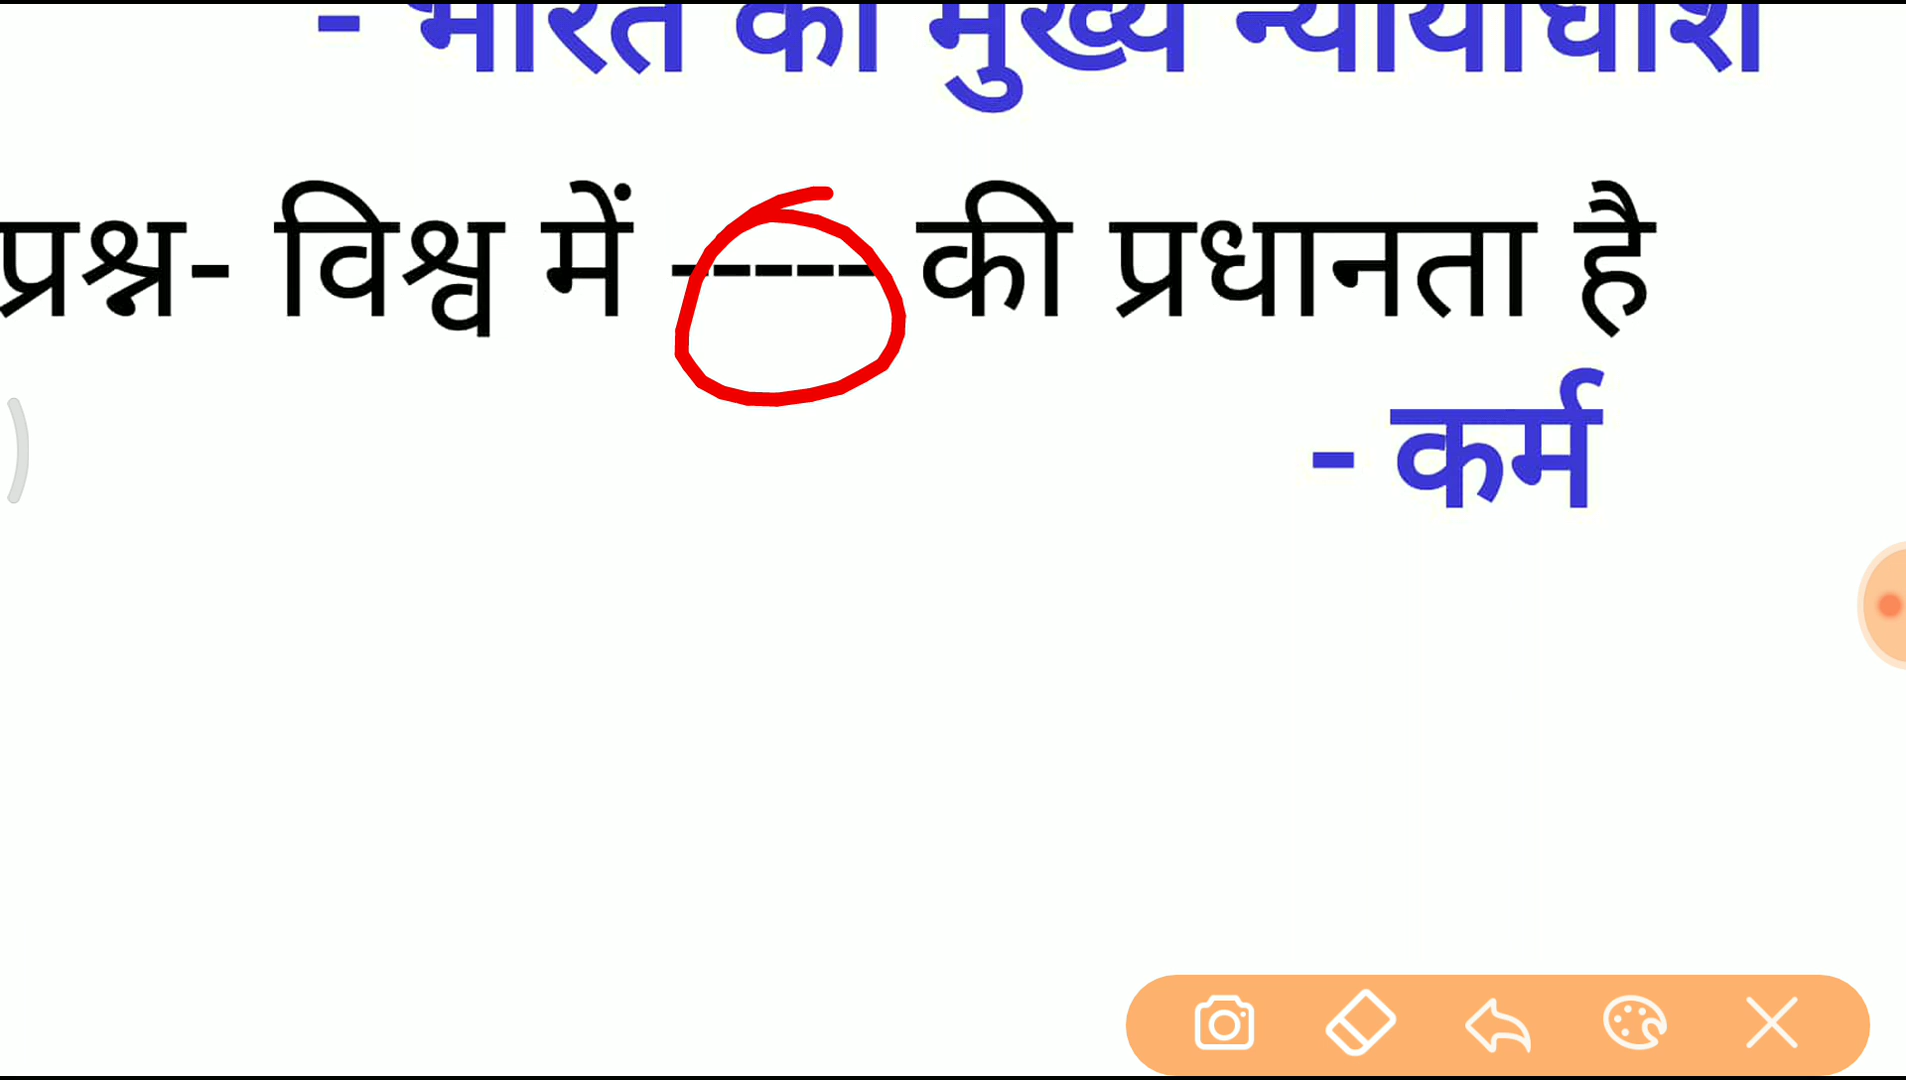 - भारत का मुख्य न्यायाधीश
प्रश्न- विश्व में ----- की प्रधानता है
- कर्म